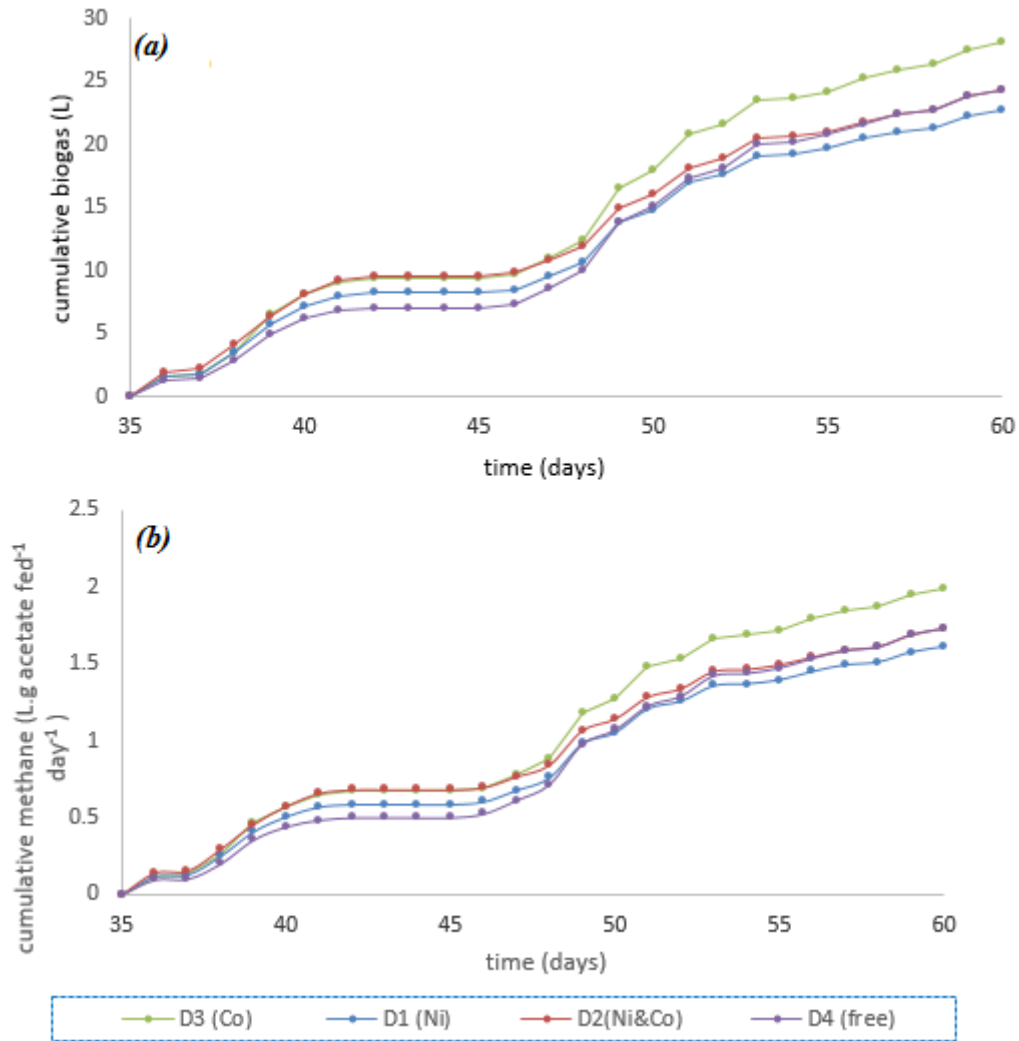 (a)
cumulative biogas (L)
30
25
20
15
10
5
0
35 40 45 50 55 60
time (days)
(b)
cumulative methane (L.g acetate fed⁻¹
day⁻¹ )
2.5
2
1.5
1
0.5
0
35 40 45 50 55 60
time (days)
D3 (Co) D1 (Ni) D2(Ni&Co) D4 (free)